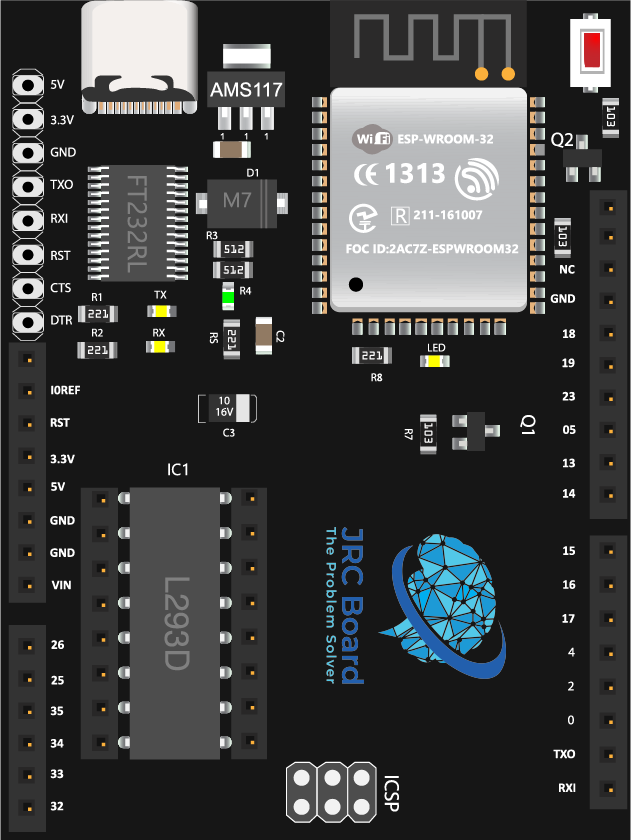 5V
3.3V
GND
TXO
RXI
RST
CTS
DTR
AMS117
1 1 1
D1
M7
FT232RL
R3
512
512
R4
R1
221
TX
R2
221
RX
R5
221
C2
10
16V
C3
WiFi ESP-WROOM-32
CE 1313
R 211-161007
FOC ID:2AC7Z-ESPWROOM32
221
R8
LED
R7
103
Q1
103
Q2
103
NC
GND
18
19
23
05
13
14
I0REF
RST
3.3V
5V
GND
GND
VIN
IC1
L293D
JRC Board
The Problem Solver
15
16
17
4
2
0
TXO
RXI
26
25
35
34
33
32
ICSP